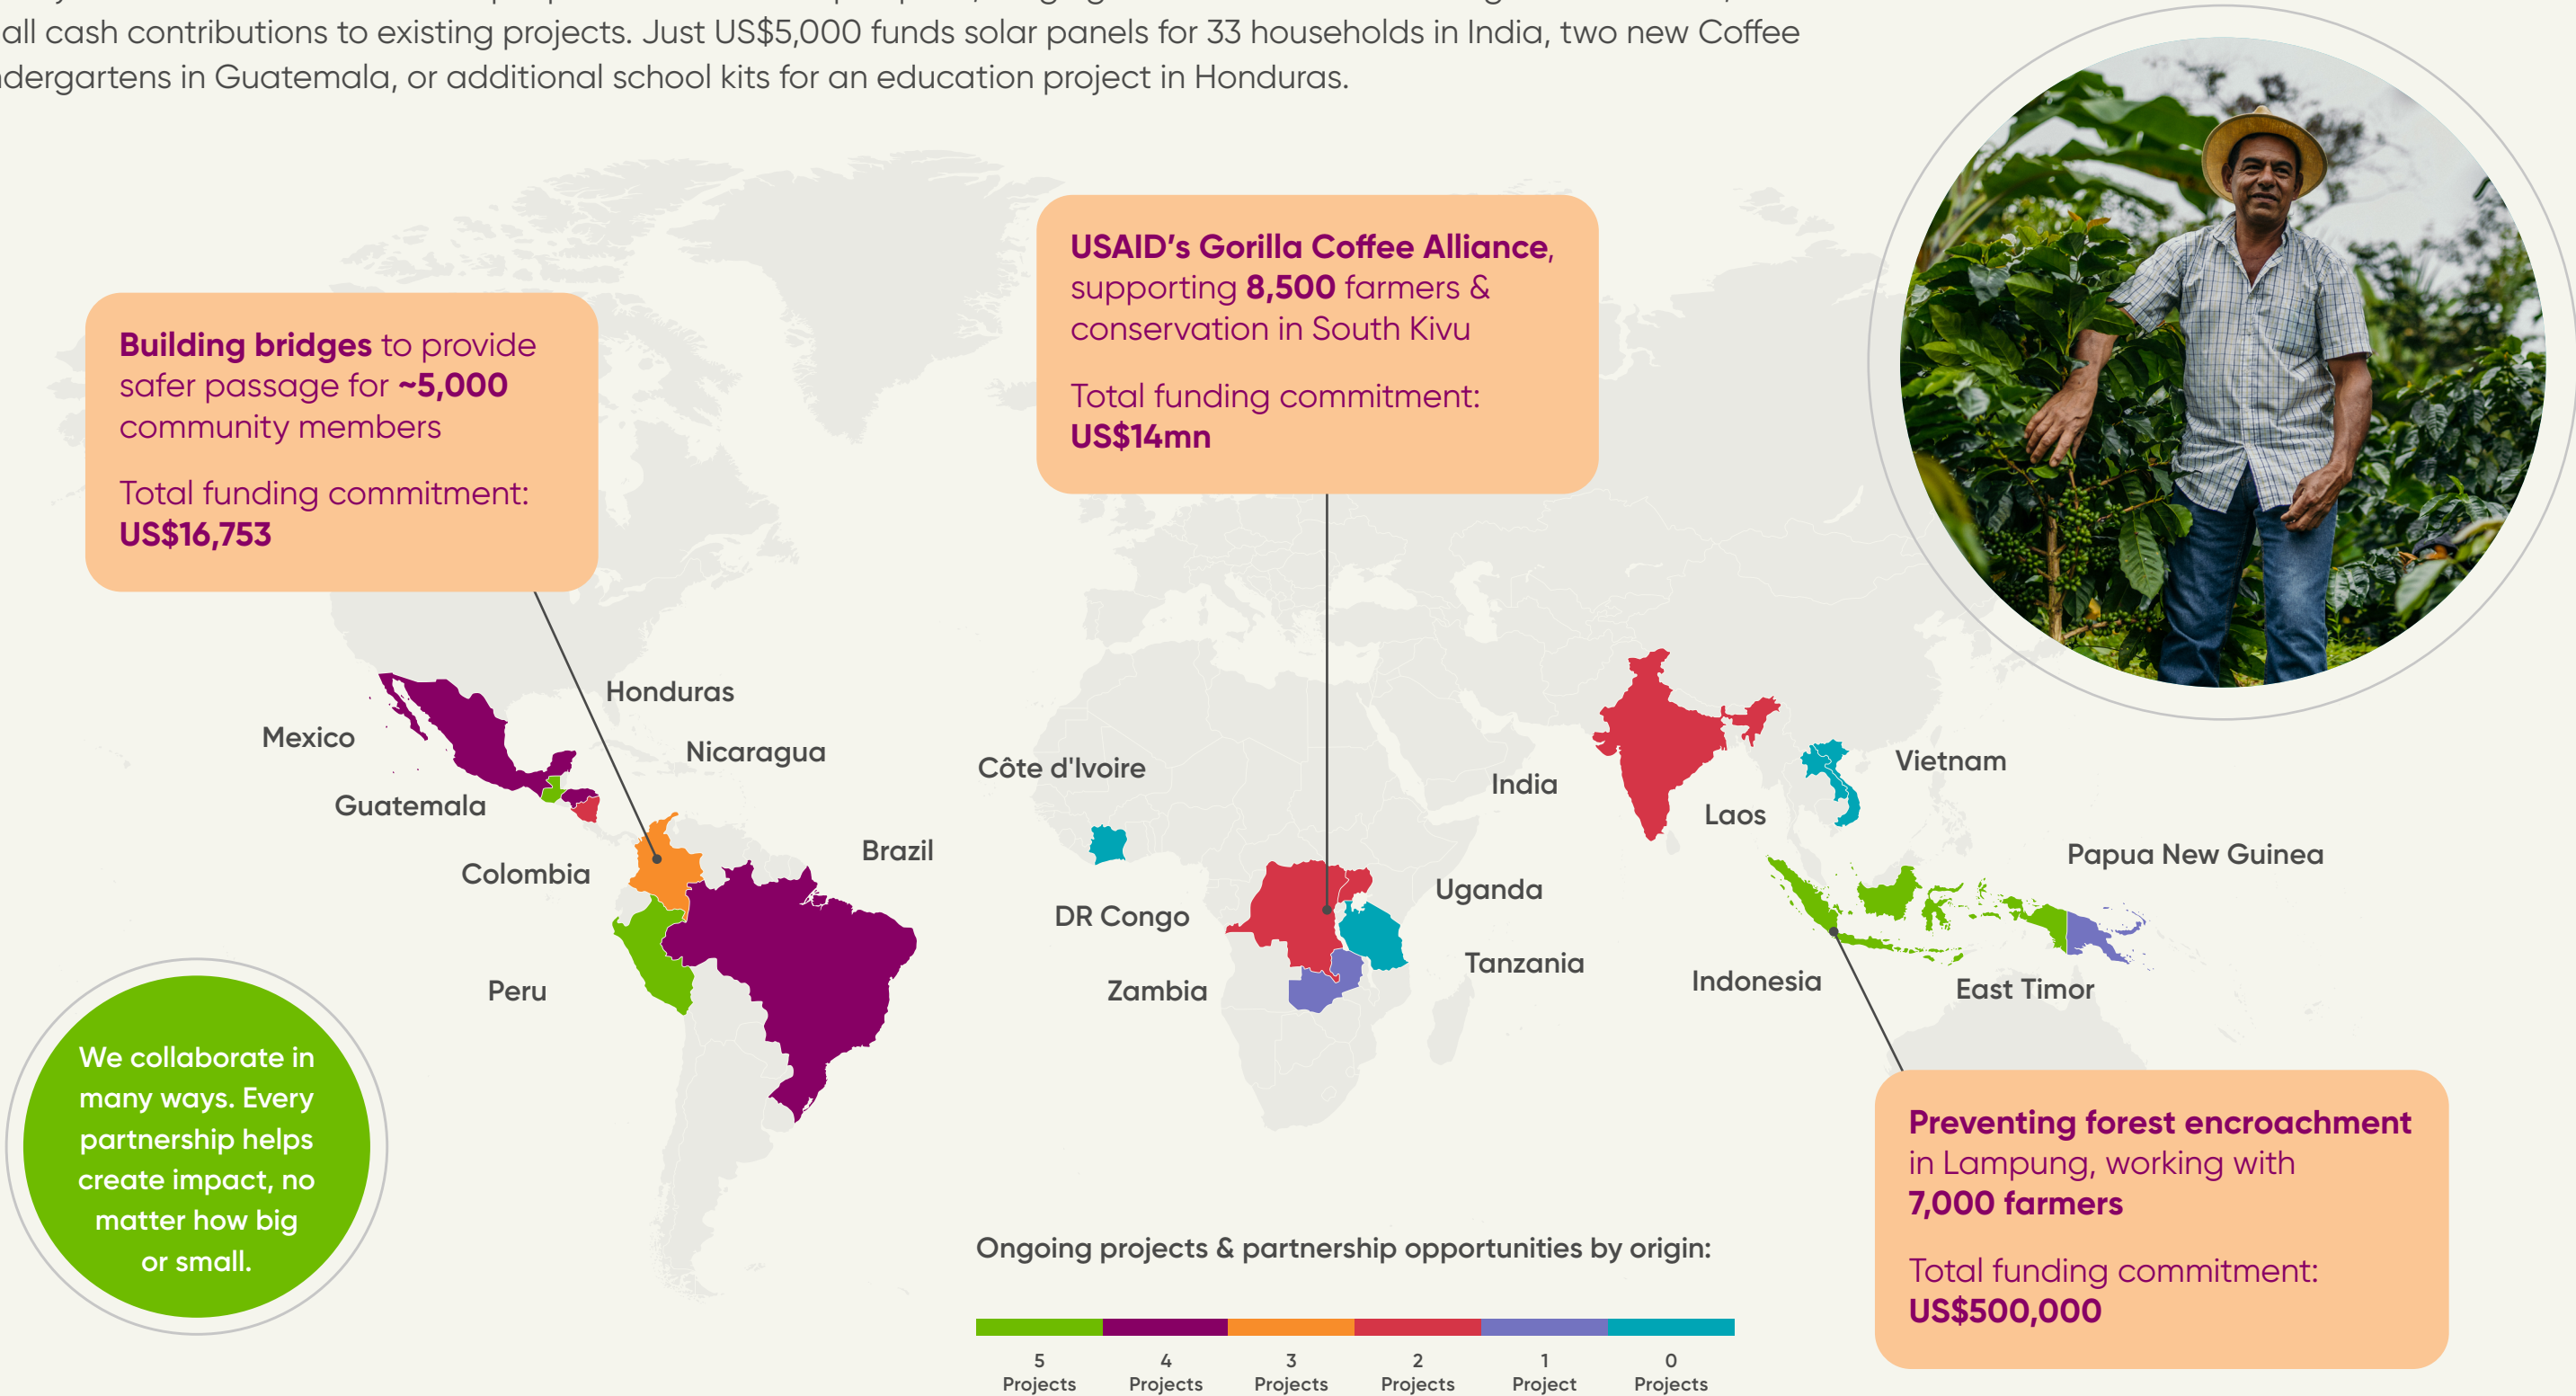 all cash contributions to existing projects. Just US$5,000 funds solar panels for 33 households in India, two new Coffee
in Guatemala, or additional school kits for an education project in Honduras.
USAID's Gorilla Coffee Alliance,
supporting 8,500 farmers &
conservation in South Kivu
Total funding commitment:
US$14mn
Building bridges to provide
safer passage for ~5,000
community members
Total funding commitment:
US$16,753
Honduras
Mexico
Nicaragua
Guatemala
Colombia
Brazil
Peru
Côte d'Ivoire
DR Congo
Uganda
Tanzania
Zambia
India
Laos
Vietnam
Papua New Guinea
Indonesia
East Timor
We collaborate in
many ways. Every
partnership helps
create impact, no
matter how big
or small.
Preventing forest encroachment
in Lampung, working with
7,000 farmers
Total funding commitment:
US$500,000
Ongoing projects & partnership opportunities by origin:
5 4 3 2 1 0
Projects Projects Projects Projects Project Projects